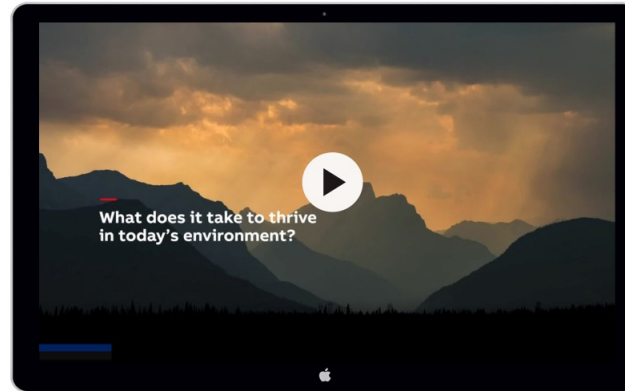 What does it take to thrive
in today's environment?